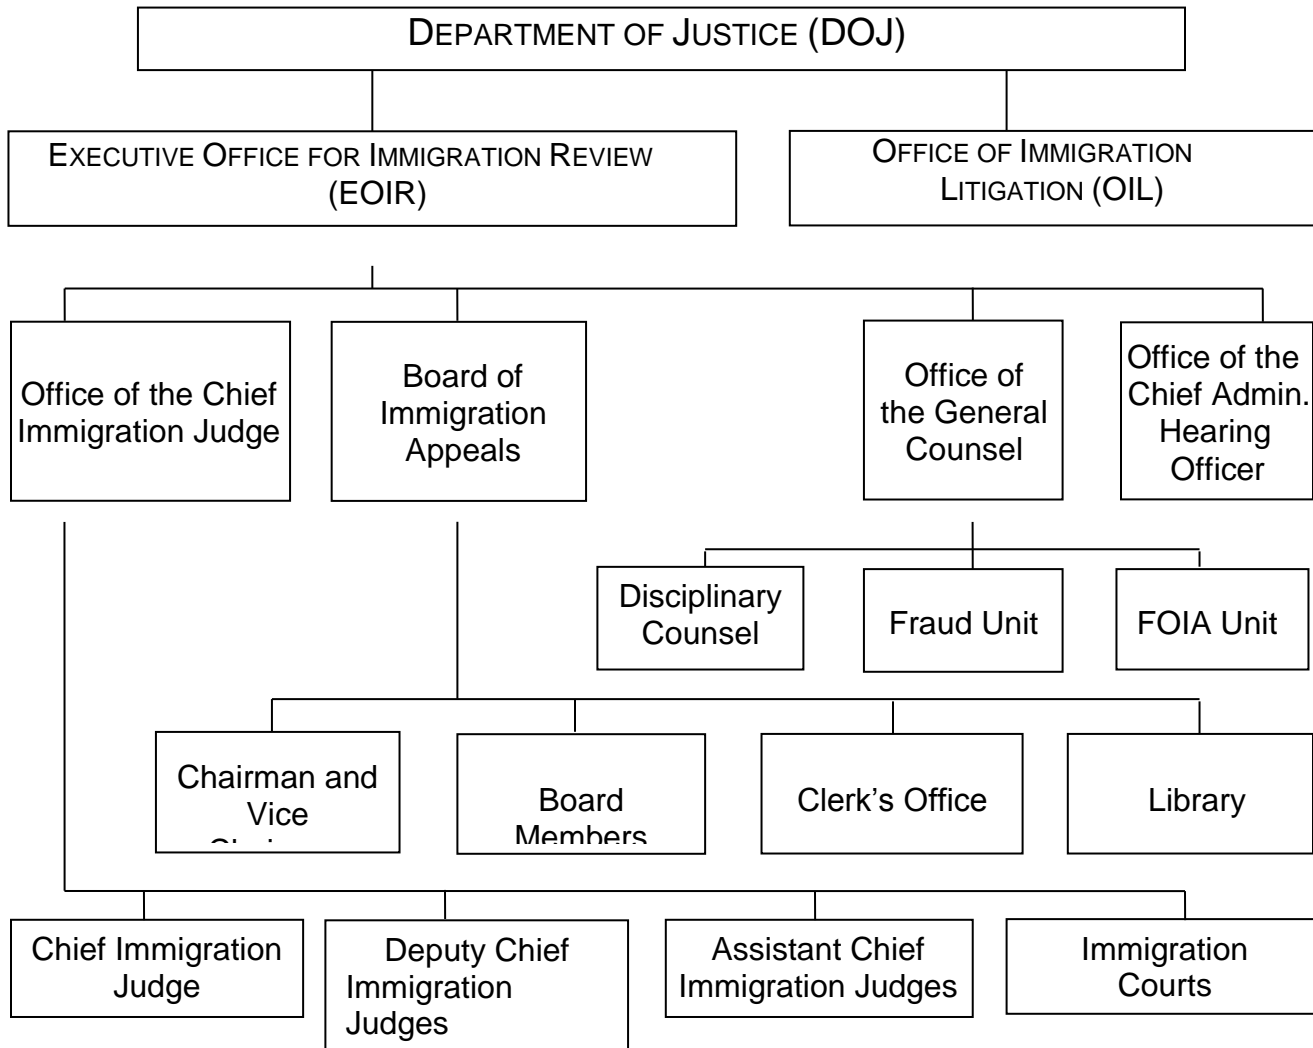 DEPARTMENT OF JUSTICE (DOJ)
EXECUTIVE OFFICE FOR IMMIGRATION REVIEW
(EOIR)
OFFICE OF IMMIGRATION
LITIGATION (OIL)
Office of the Chief
Immigration Judge
Board of
Immigration
Appeals
Office of
the General
Counsel
Office of the
Chief Admin.
Hearing
Officer
Disciplinary
Counsel
Fraud Unit
FOIA Unit
Chairman and
Vice
Board
Members
Clerk’s Office
Library
Chief Immigration
Judge
Deputy Chief
Immigration
Judges
Assistant Chief
Immigration Judges
Immigration
Courts